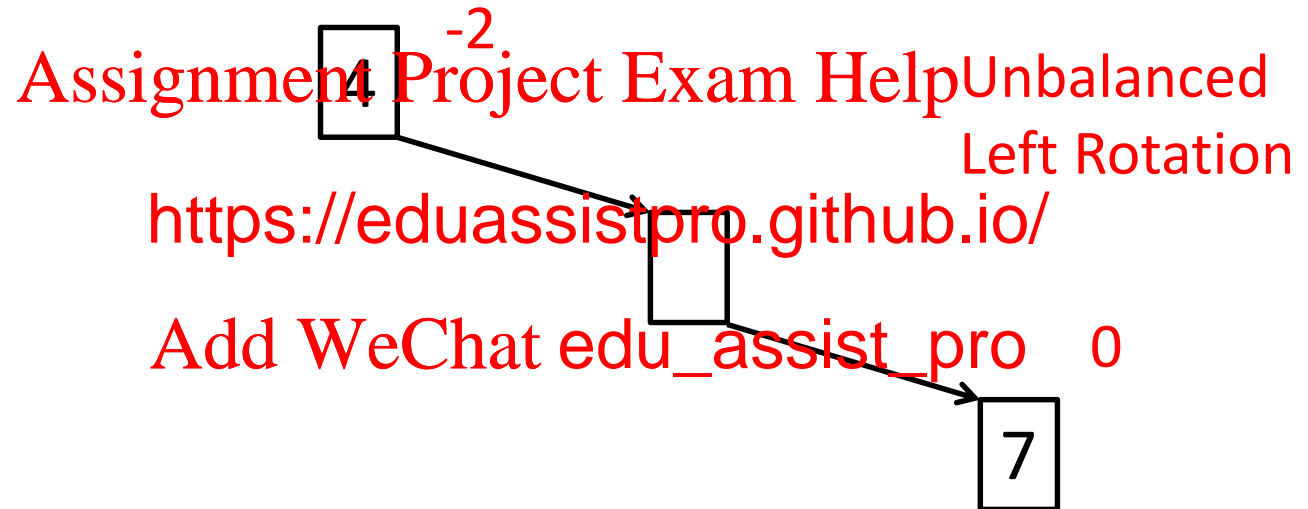 -2
Assignment Project Exam Help Unbalanced
4
Left Rotation
https://eduassistpro.github.io/
Add WeChat edu_assist_pro 0
7